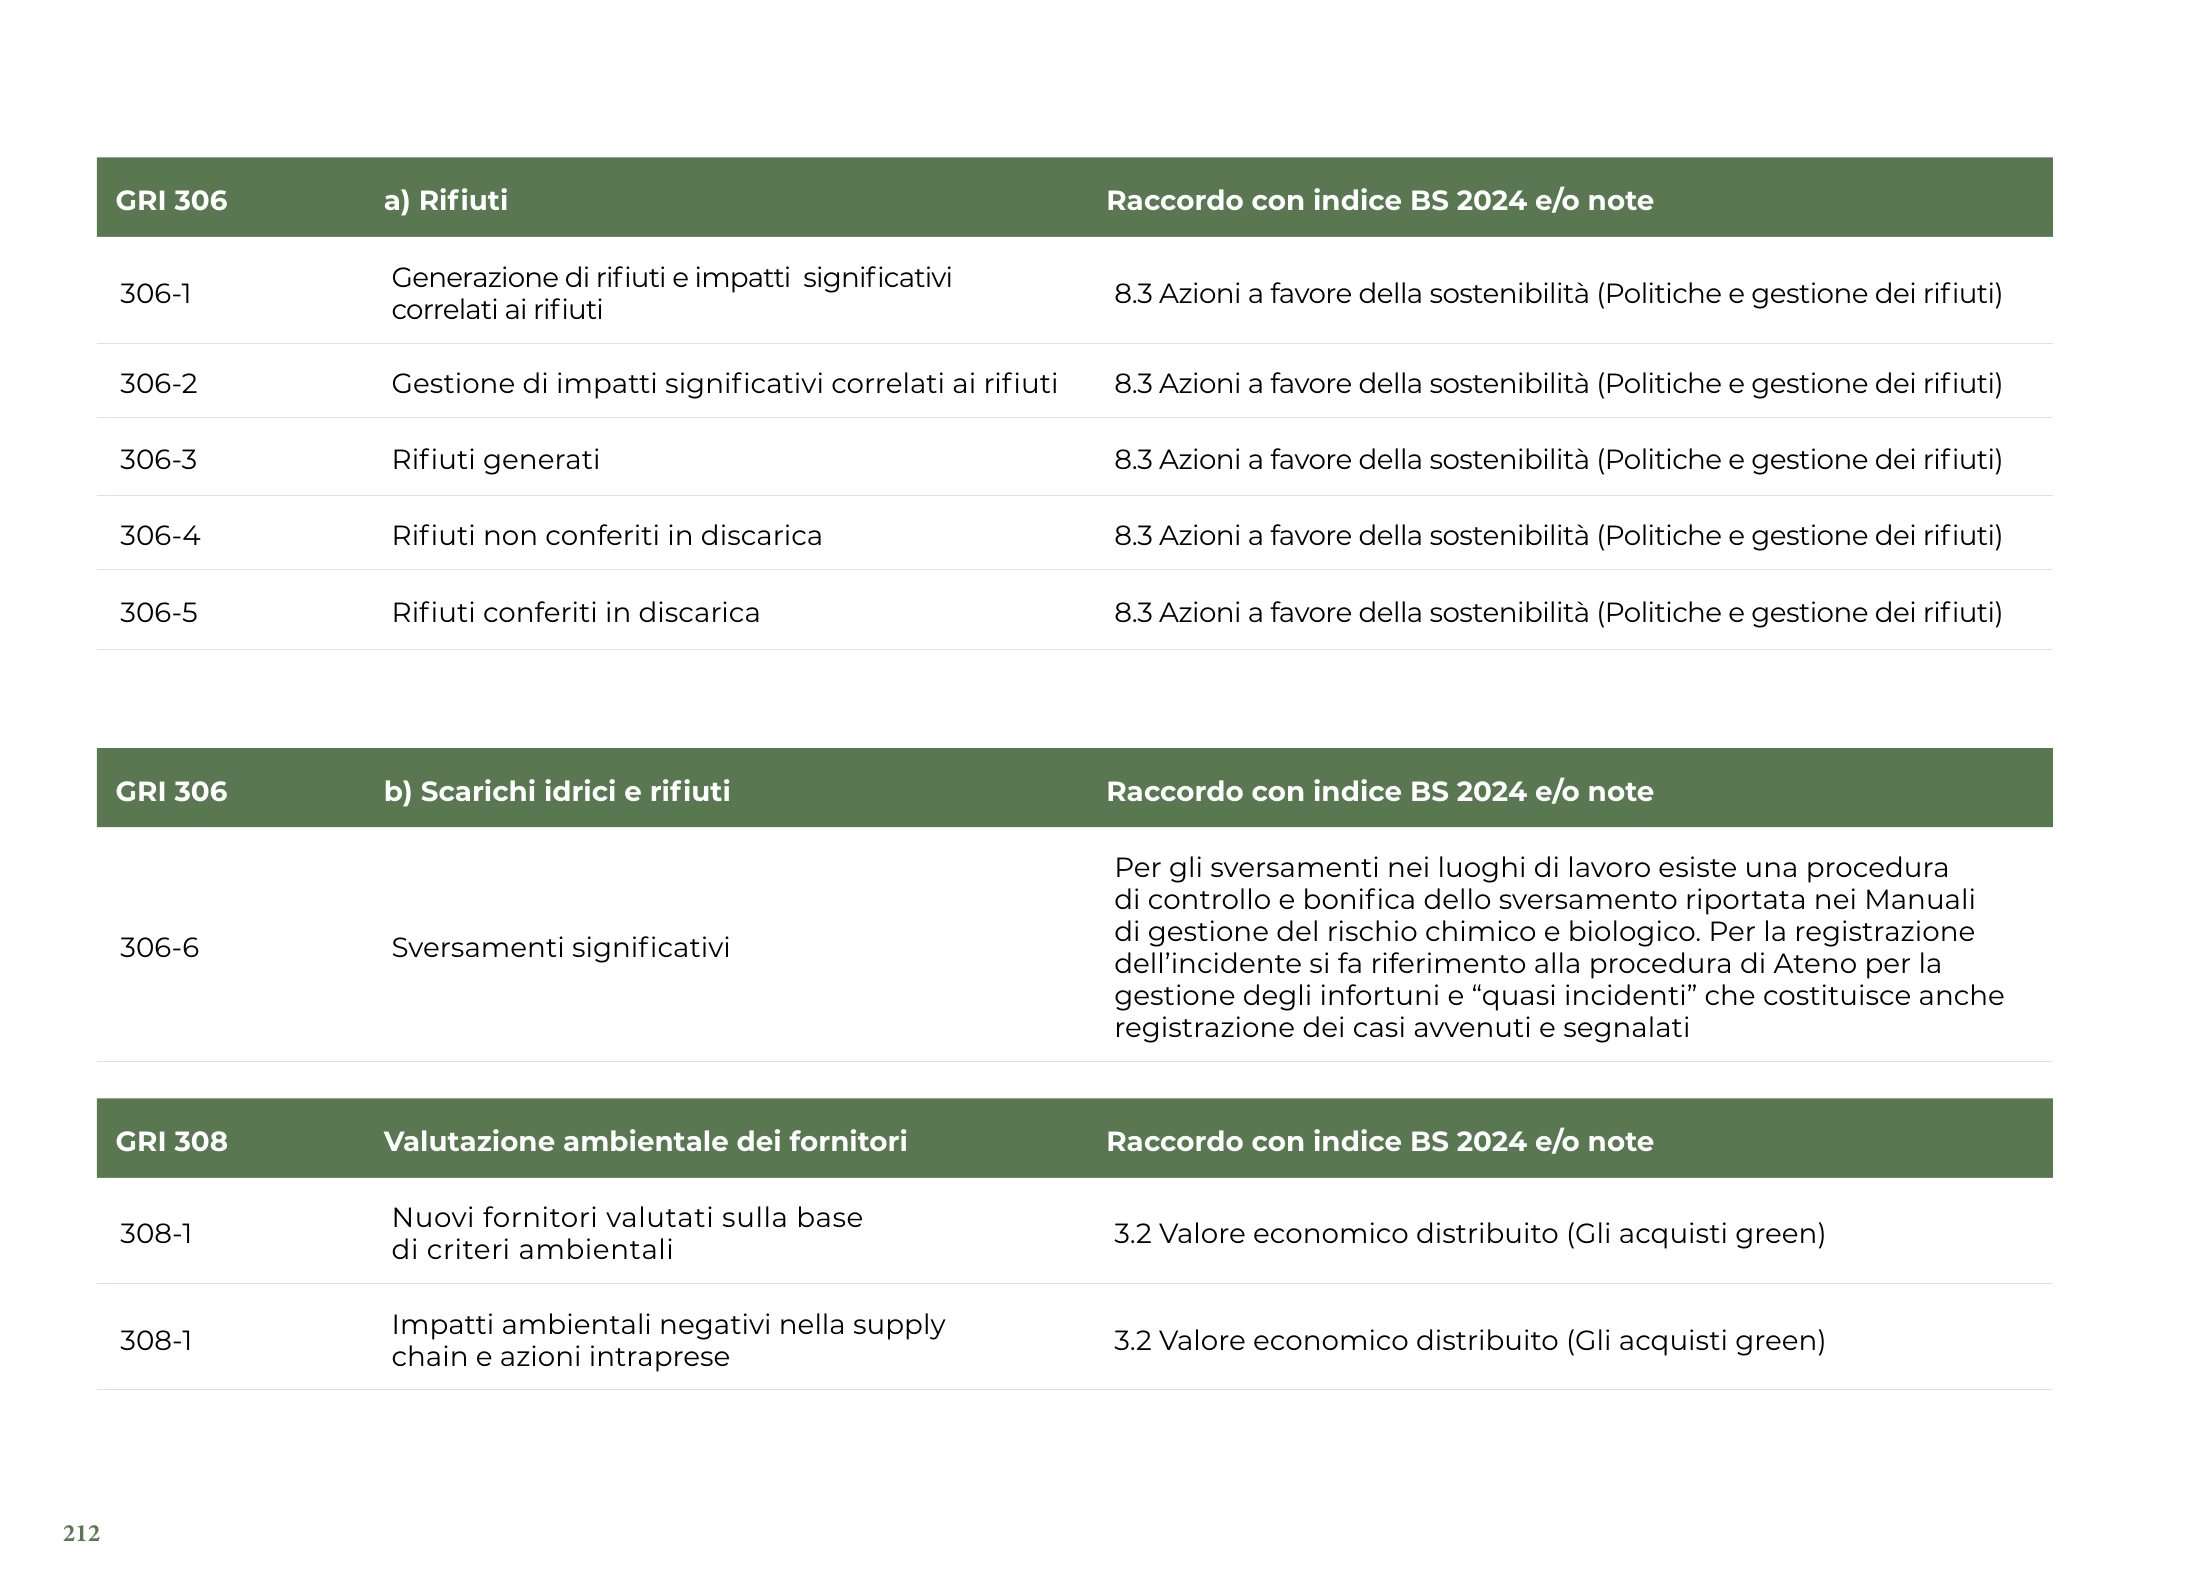 GRI 306 a) Rifiuti Raccordo con indice BS 2024 e/o note
306-1 Generazione di rifiuti e impatti significativi
correlati ai rifiuti 8.3 Azioni a favore della sostenibilità (Politiche e gestione dei rifiuti)
306-2 Gestione di impatti significativi correlati ai rifiuti 8.3 Azioni a favore della sostenibilità (Politiche e gestione dei rifiuti)
306-3 Rifiuti generati 8.3 Azioni a favore della sostenibilità (Politiche e gestione dei rifiuti)
306-4 Rifiuti non conferiti in discarica 8.3 Azioni a favore della sostenibilità (Politiche e gestione dei rifiuti)
306-5 Rifiuti conferiti in discarica 8.3 Azioni a favore della sostenibilità (Politiche e gestione dei rifiuti)
GRI 306 b) Scarichi idrici e rifiuti Raccordo con indice BS 2024 e/o note
306-6 Sversamenti significativi
Per gli sversamenti nei luoghi di lavoro esiste una procedura
di controllo e bonifica dello sversamento riportata nei Manuali
di gestione del rischio chimico e biologico. Per la registrazione
dell’incidente si fa riferimento alla procedura di Ateno per la
gestione degli infortuni e “quasi incidenti” che costituisce anche
registrazione dei casi avvenuti e segnalati
GRI 308 Valutazione ambientale dei fornitori Raccordo con indice BS 2024 e/o note
308-1 Nuovi fornitori valutati sulla base
di criteri ambientali 3.2 Valore economico distribuito (Gli acquisti green)
308-1 Impatti ambientali negativi nella supply
chain e azioni intraprese 3.2 Valore economico distribuito (Gli acquisti green)
212